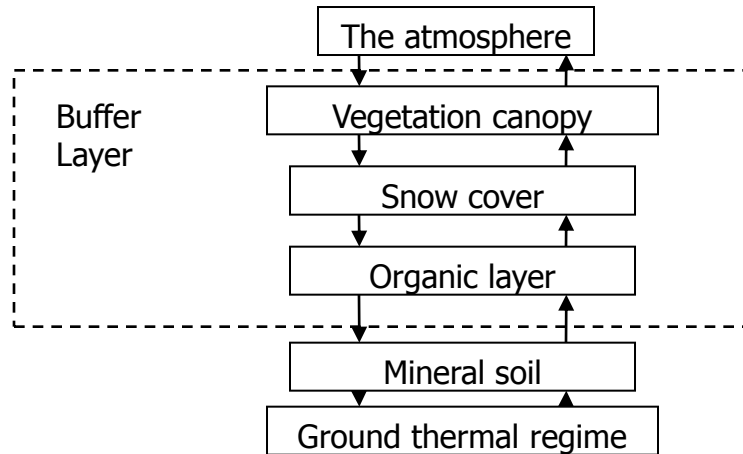 The atmosphere
Buffer
Layer
Vegetation canopy
Snow cover
Organic layer
Mineral soil
Ground thermal regime